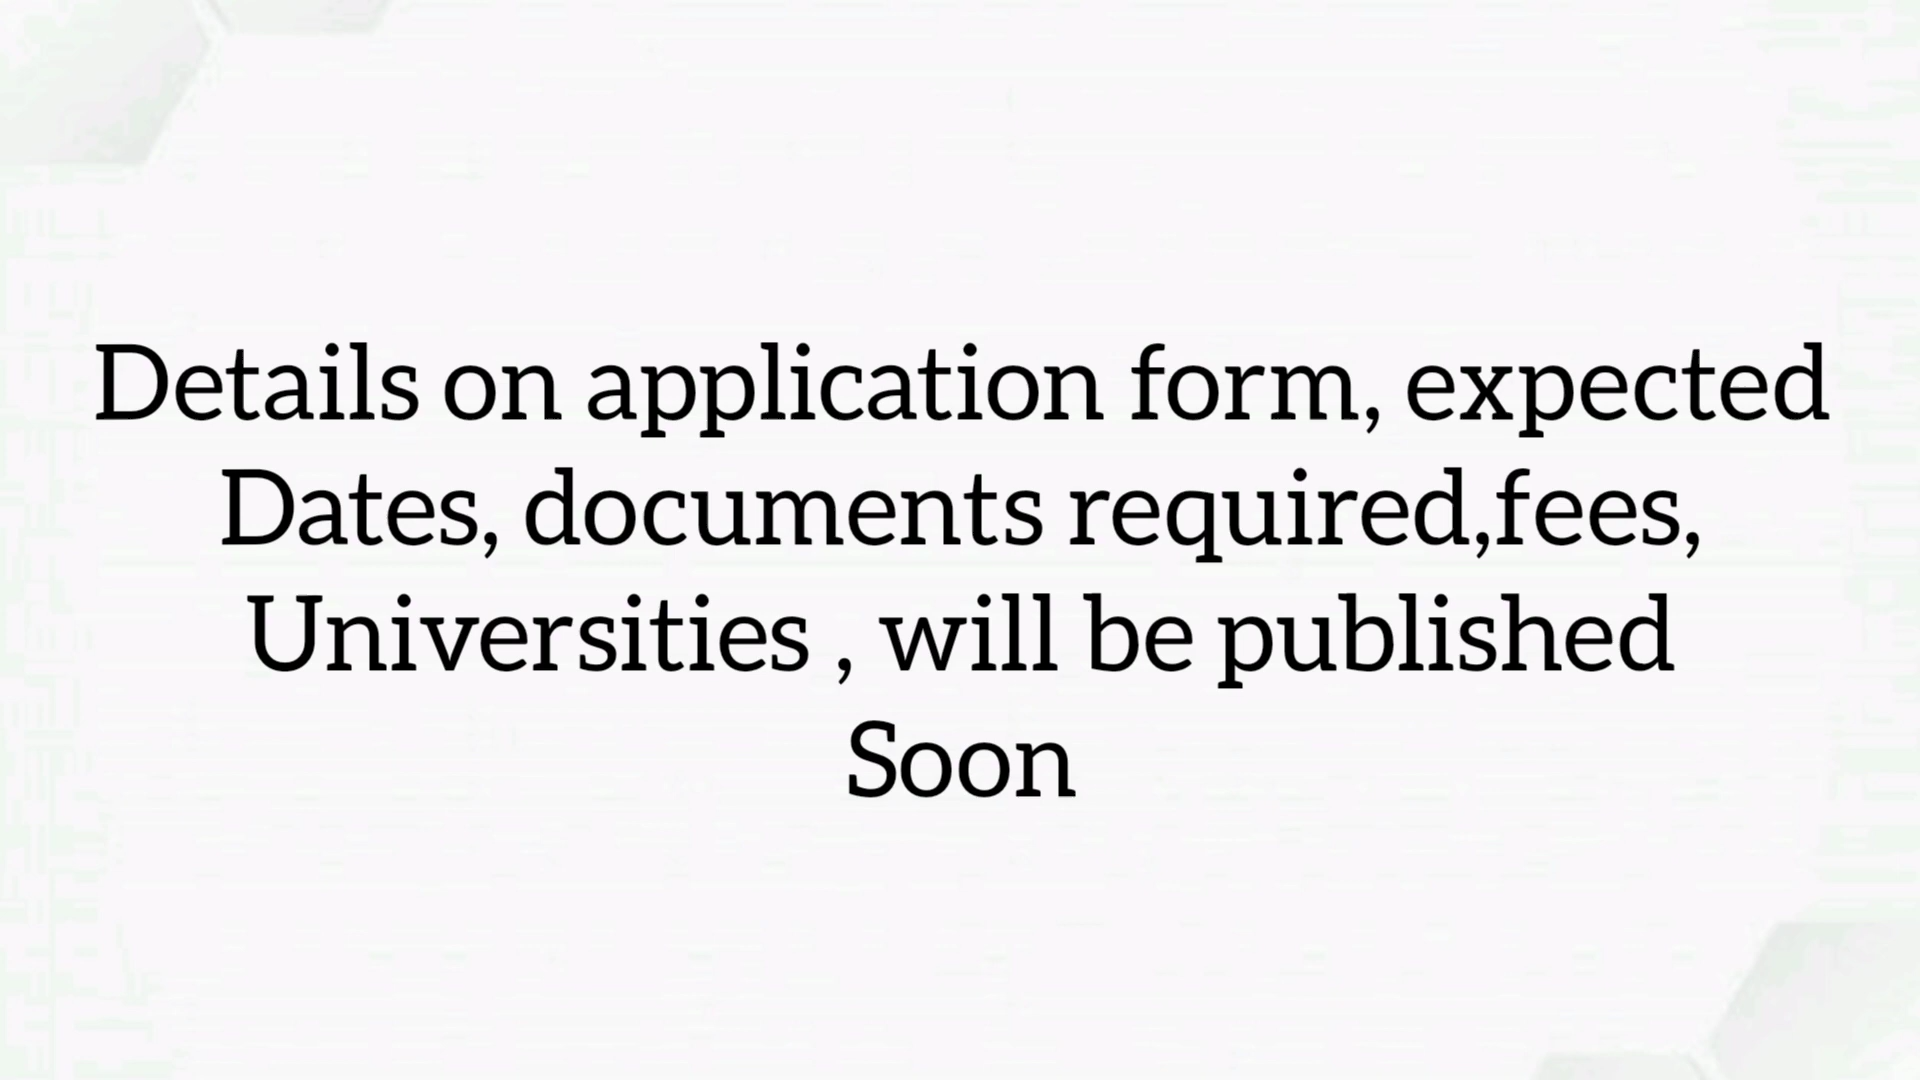 Details on application form, expected
Dates, documents required,fees,
Universities , will be published
Soon